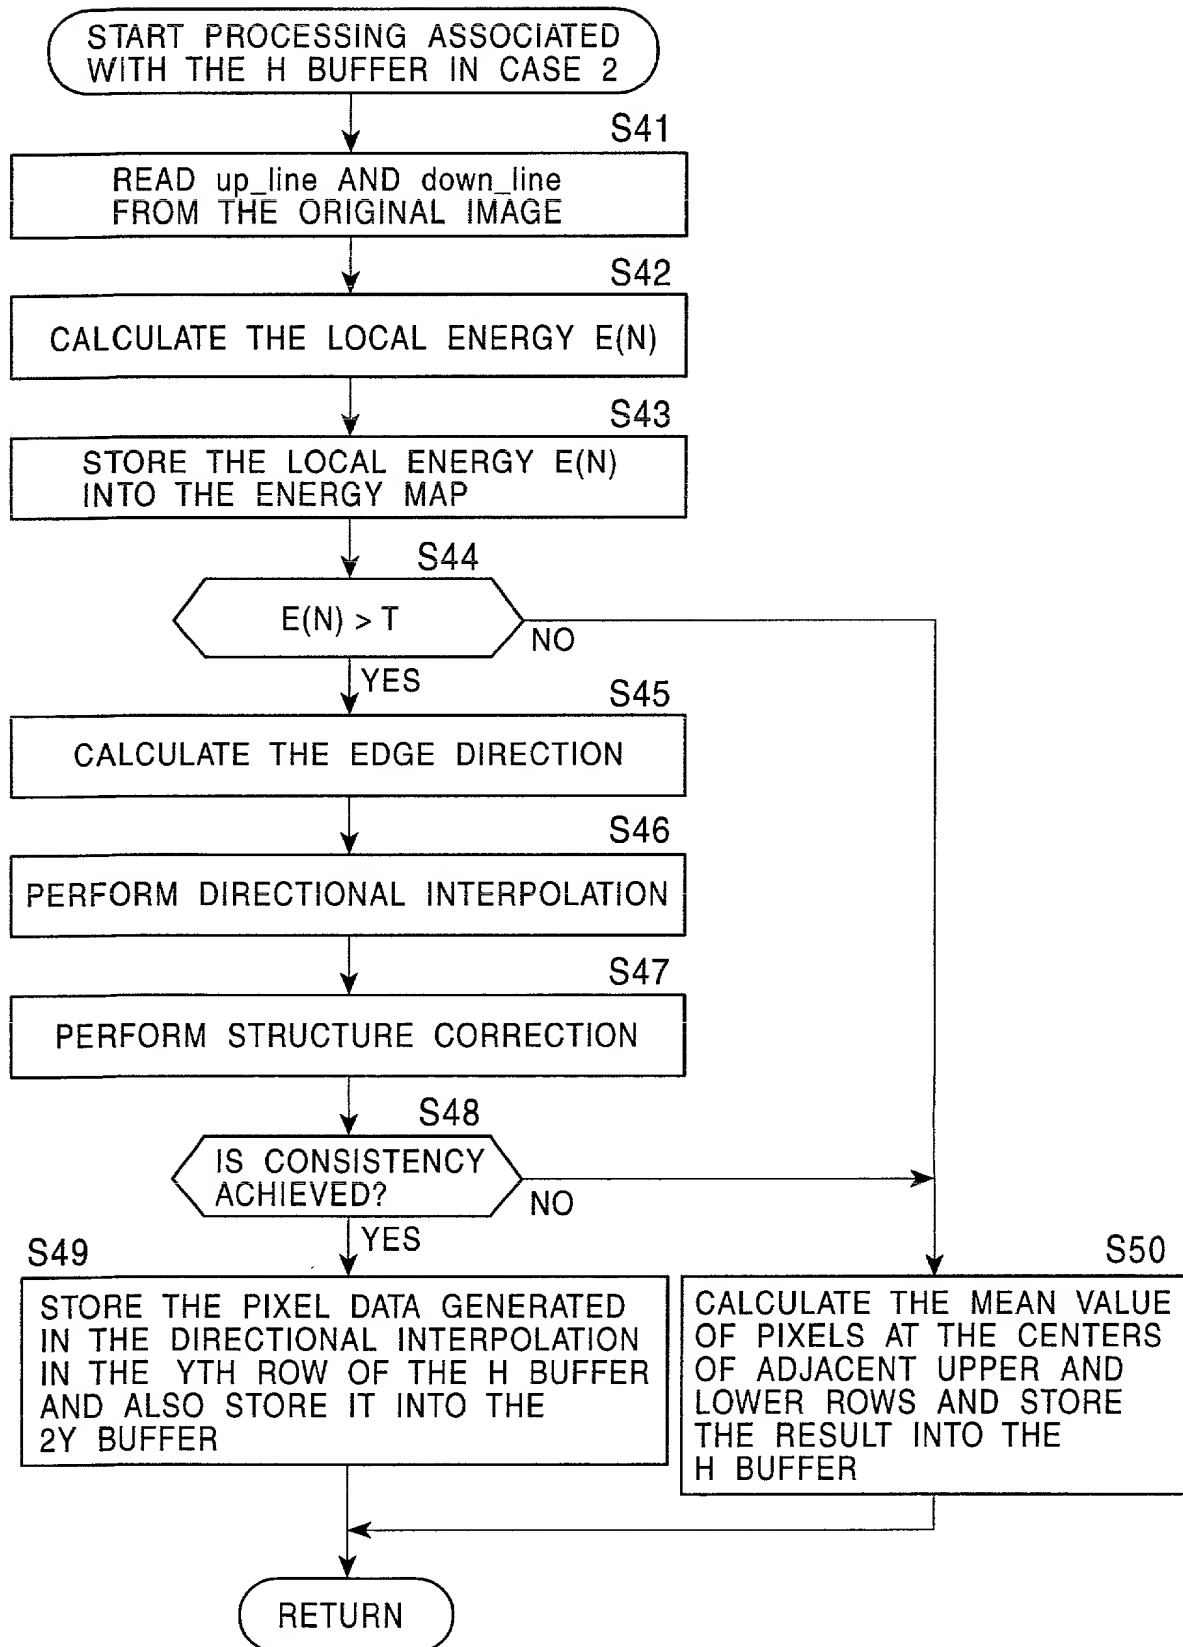 START PROCESSING ASSOCIATED
WITH THE H BUFFER IN CASE 2
S41
READ up_line AND down_line
FROM THE ORIGINAL IMAGE
S42
CALCULATE THE LOCAL ENERGY E(N)
S43
STORE THE LOCAL ENERGY E(N)
INTO THE ENERGY MAP
S44
E(N) > T
NO
YES
S45
CALCULATE THE EDGE DIRECTION
S46
PERFORM DIRECTIONAL INTERPOLATION
S47
PERFORM STRUCTURE CORRECTION
S48
IS CONSISTENCY
ACHIEVED?
NO
YES
S49
STORE THE PIXEL DATA GENERATED
IN THE DIRECTIONAL INTERPOLATION
IN THE YTH ROW OF THE H BUFFER
AND ALSO STORE IT INTO THE
2Y BUFFER
S50
CALCULATE THE MEAN VALUE
OF PIXELS AT THE CENTERS
OF ADJACENT UPPER AND
LOWER ROWS AND STORE
THE RESULT INTO THE
H BUFFER
RETURN